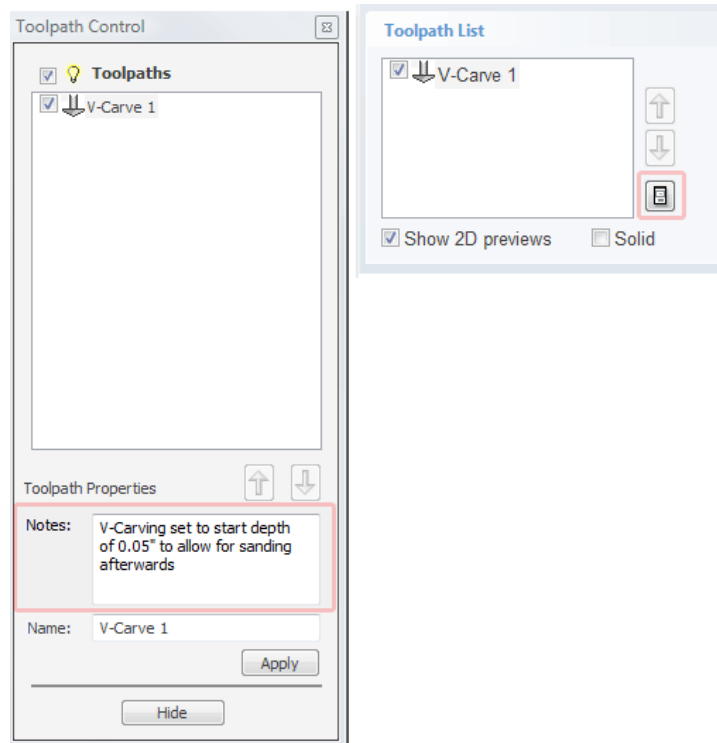 Toolpath Control
Toolpaths
V-Carve 1
Toolpath Properties
Notes:
V-Carving set to start depth
of 0.05" to allow for sanding
afterwards
Name:
V-Carve 1
Apply
Hide
Toolpath List
V-Carve 1
Show 2D previews
Solid